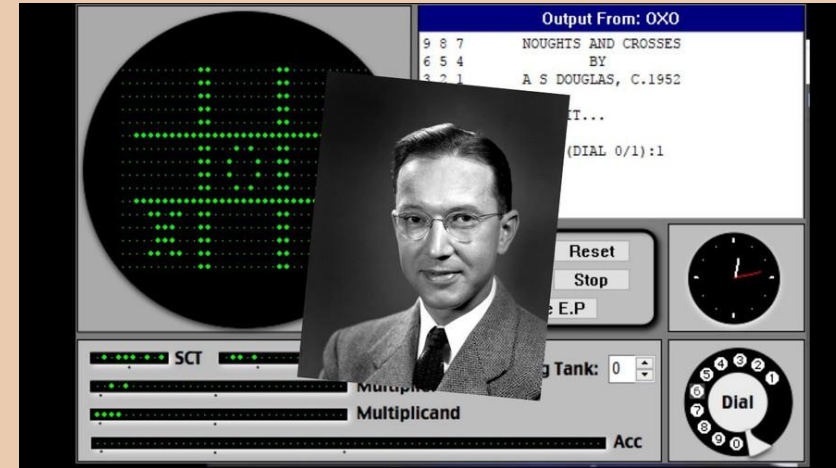 Output From: OXO
9 8 7 NOUGHTS AND CROSSES
6 5 4 BY
3 2 1 A S DOUGLAS, C.1952
(DIAL 0/1):1
Reset
Stop
E.P
SCT
Tank: 0
Multiplicand
Acc
Dial
1
2
3
4
5
6
7
8
9
0